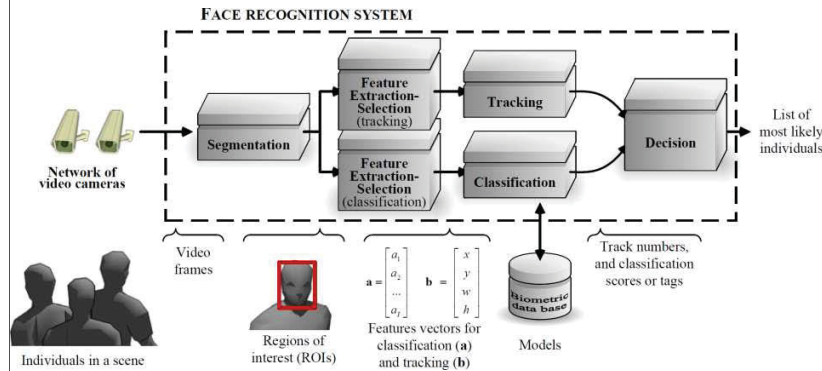 FACE RECOGNITION SYSTEM
Network of
video cameras
Segmentation
Feature
Extraction-
Selection
(tracking)
Tracking
Feature
Extraction-
Selection
(classification)
Classification
Decision
List of
most likely
individuals
Individuals in a scene
Video
frames
Regions of
interest (ROIs)
a = [a1 a2 ... aI]
b = [x y w h]
Features vectors for
classification (a)
and tracking (b)
Biometric
data base
Models
Track numbers,
and classification
scores or tags